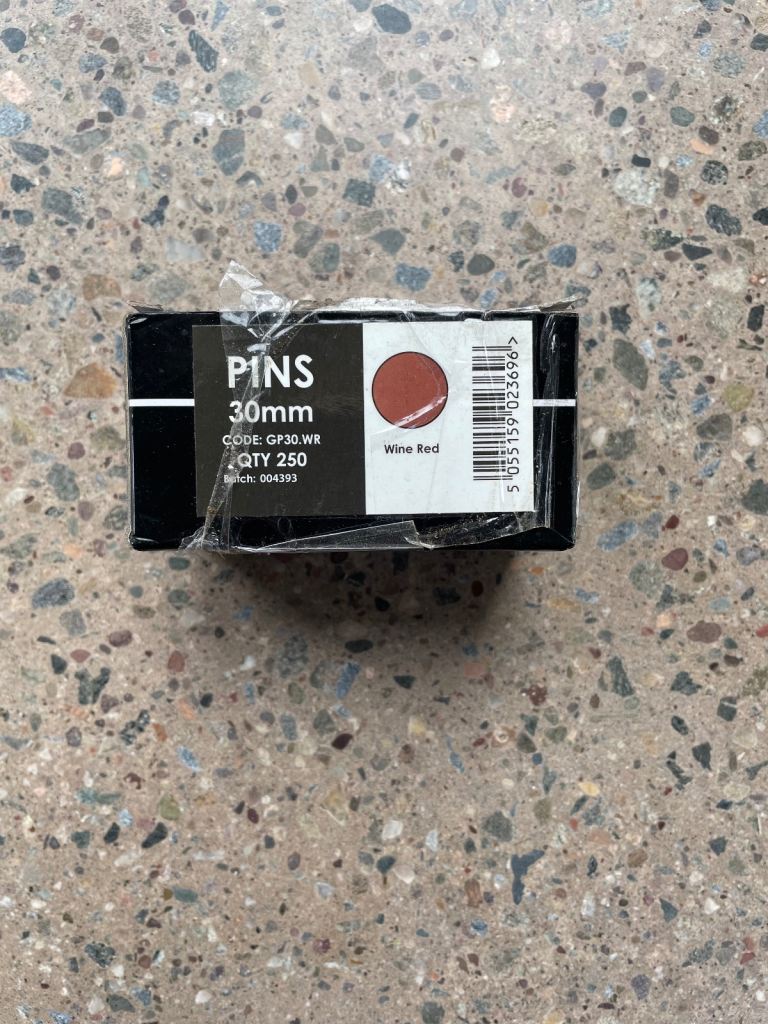 PINS
30mm
CODE: GP30.WR
QTY 250
Batch: 004393
Wine Red
5 055159 023696 >